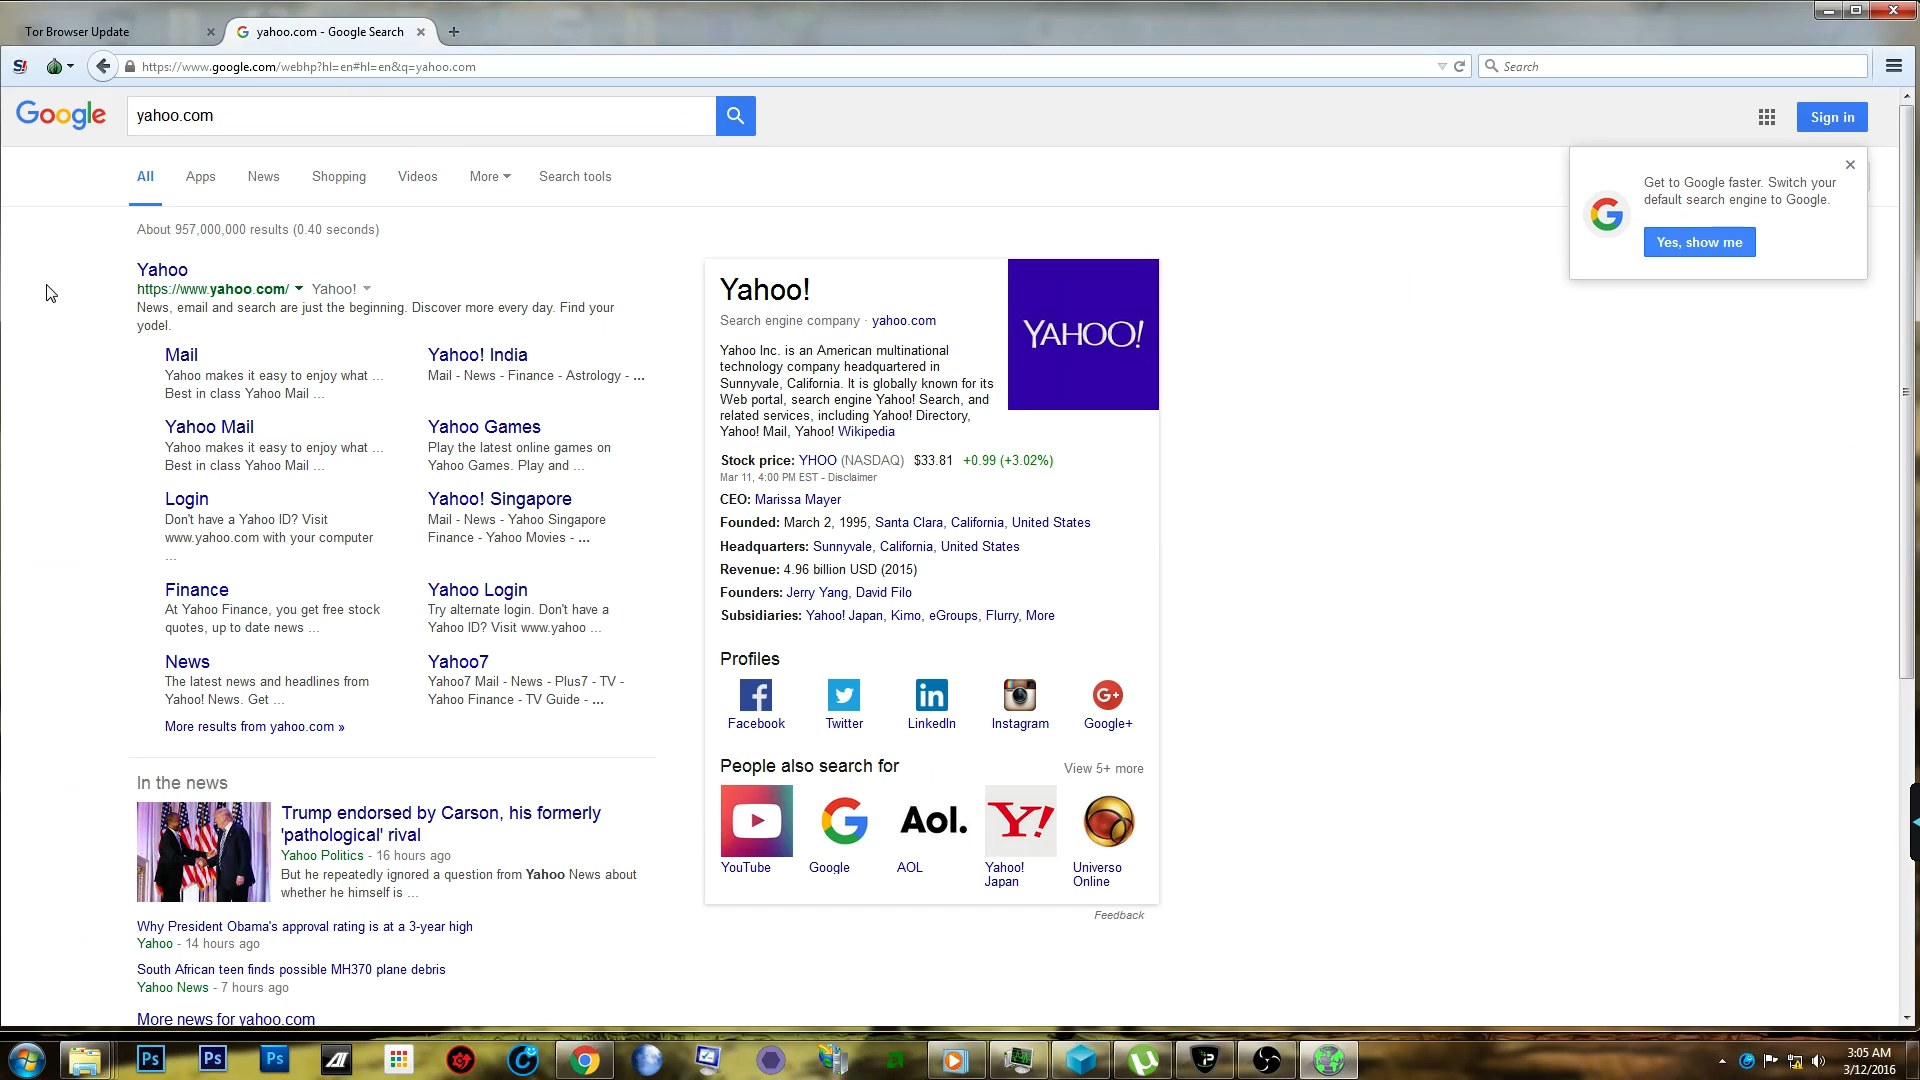 Tor Browser Update
yahoo.com - Google Search
https://www.google.com/webhp?hl=en#hl=en&q=yahoo.com
Search
Google
yahoo.com
Sign in
All
Apps
News
Shopping
Videos
More
Search tools
Get to Google faster. Switch your
default search engine to Google.
Yes, show me
About 957,000,000 results (0.40 seconds)
Yahoo
https://www.yahoo.com/ Yahoo!
News, email and search are just the beginning. Discover more every day. Find your
yodel.
Mail
Yahoo makes it easy to enjoy what ...
Best in class Yahoo Mail ...
Yahoo! India
Mail - News - Finance - Astrology - ...
Yahoo Mail
Yahoo makes it easy to enjoy what ...
Best in class Yahoo Mail ...
Yahoo Games
Play the latest online games on
Yahoo Games. Play and ...
Login
Don't have a Yahoo ID? Visit
www.yahoo.com with your computer
...
Yahoo! Singapore
Mail - News - Yahoo Singapore
Finance - Yahoo Movies - ...
Finance
At Yahoo Finance, you get free stock
quotes, up to date news ...
Yahoo Login
Try alternate login. Don't have a
Yahoo ID? Visit www.yahoo ...
News
The latest news and headlines from
Yahoo! News. Get ...
Yahoo7
Yahoo7 Mail - News - Plus7 - TV -
Yahoo Finance - TV Guide - ...
More results from yahoo.com »
In the news
Trump endorsed by Carson, his formerly
'pathological' rival
Yahoo Politics - 16 hours ago
But he repeatedly ignored a question from Yahoo News about
whether he himself is ...
Why President Obama's approval rating is at a 3-year high
Yahoo - 14 hours ago
South African teen finds possible MH370 plane debris
Yahoo News - 7 hours ago
More news for yahoo.com
Yahoo!
Search engine company · yahoo.com
YAHOO!
Yahoo Inc. is an American multinational
technology company headquartered in
Sunnyvale, California. It is globally known for its
Web portal, search engine Yahoo! Search, and
related services, including Yahoo! Directory,
Yahoo! Mail, Yahoo! Wikipedia
Stock price: YHOO (NASDAQ) $33.81 +0.99 (+3.02%)
Mar 11, 4:00 PM EST - Disclaimer
CEO: Marissa Mayer
Founded: March 2, 1995, Santa Clara, California, United States
Headquarters: Sunnyvale, California, United States
Revenue: 4.96 billion USD (2015)
Founders: Jerry Yang, David Filo
Subsidiaries: Yahoo! Japan, Kimo, eGroups, Flurry, More
Profiles
Facebook
Twitter
LinkedIn
Instagram
Google+
People also search for
View 5+ more
Aol.
Y!
YouTube
Google
AOL
Yahoo!
Japan
Universo
Online
Feedback
Ps
Ps
Ps
3:05 AM
3/12/2016